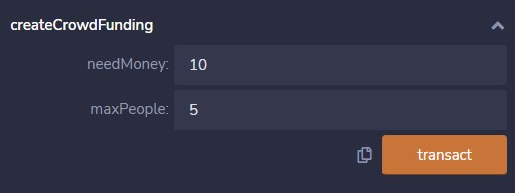 createCrowdFunding
needMoney: 10
maxPeople: 5
transact